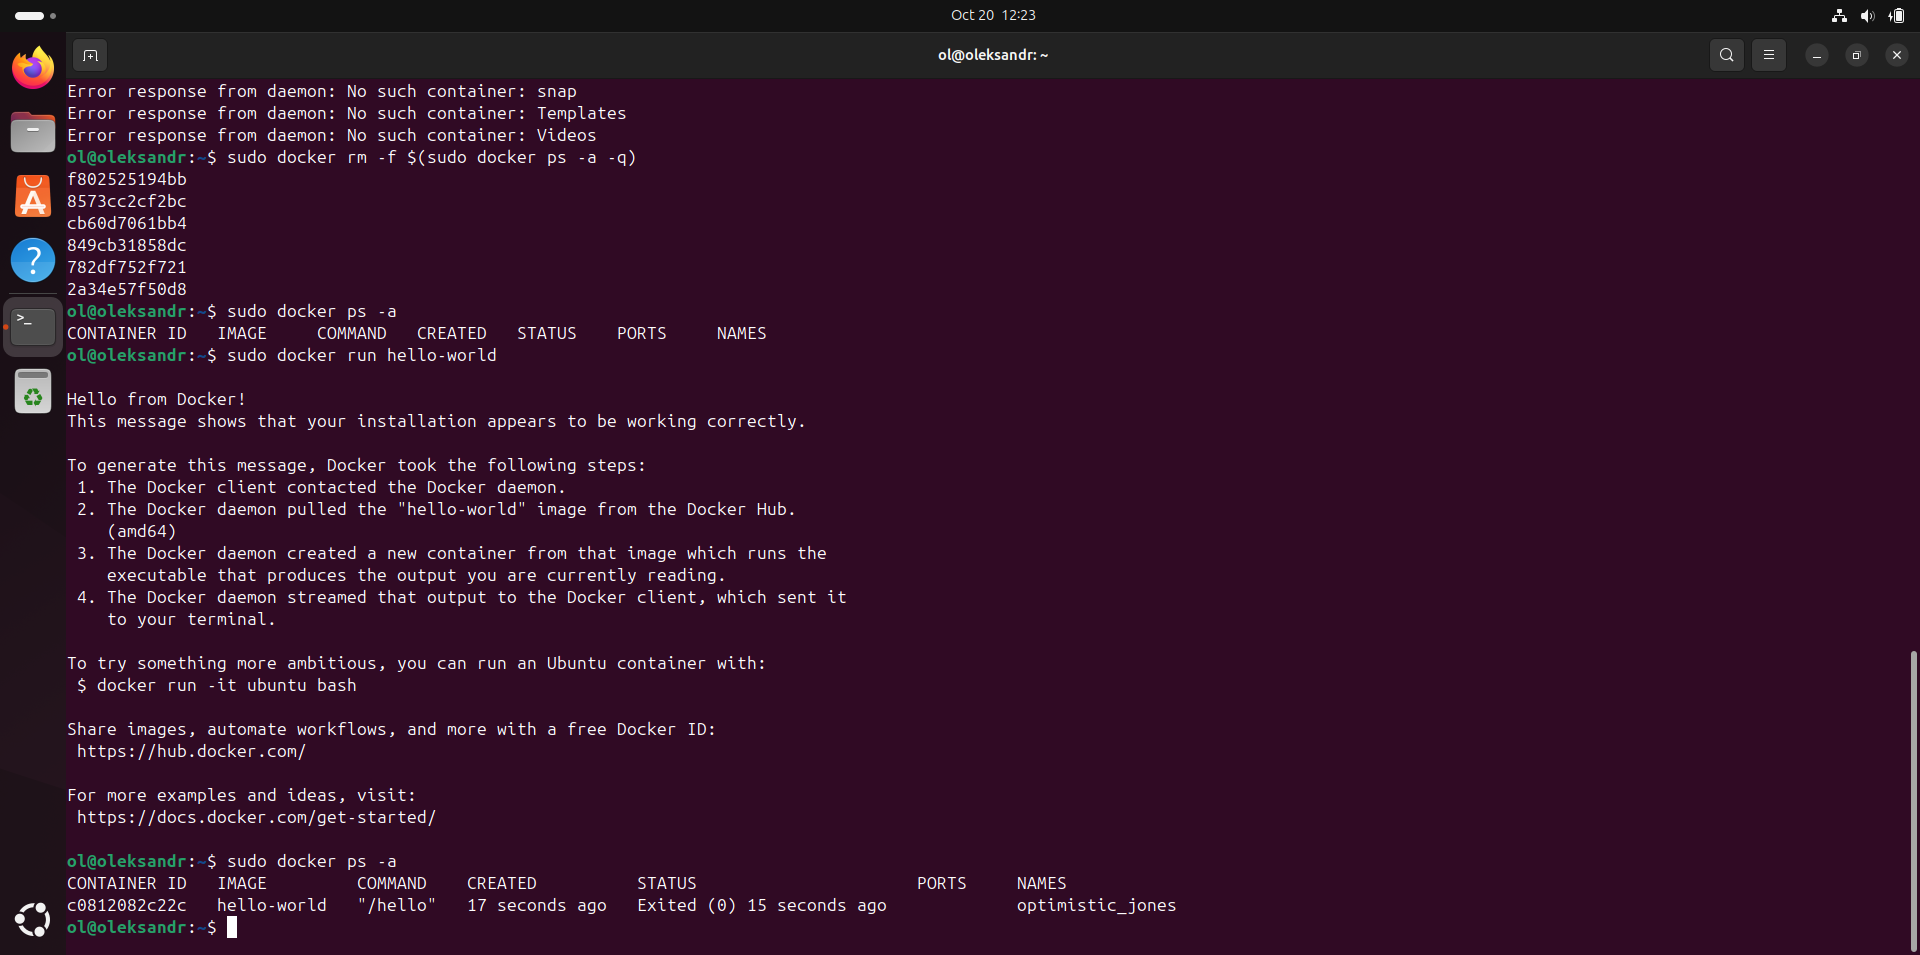 Oct 20 12:23
ol@oleksandr: ~
Error response from daemon: No such container: snap
Error response from daemon: No such container: Templates
Error response from daemon: No such container: Videos
ol@oleksandr:~$ sudo docker rm -f $(sudo docker ps -a -q)
f802525194bb
8573cc2cf2bc
cb60d7061bb4
849cb31858dc
782df752f721
2a34e57f50d8
ol@oleksandr:~$ sudo docker ps -a
CONTAINER ID   IMAGE     COMMAND   CREATED   STATUS    PORTS     NAMES
ol@oleksandr:~$ sudo docker run hello-world
Hello from Docker!
This message shows that your installation appears to be working correctly.
To generate this message, Docker took the following steps:
1. The Docker client contacted the Docker daemon.
2. The Docker daemon pulled the "hello-world" image from the Docker Hub.
(amd64)
3. The Docker daemon created a new container from that image which runs the
executable that produces the output you are currently reading.
4. The Docker daemon streamed that output to the Docker client, which sent it
to your terminal.
To try something more ambitious, you can run an Ubuntu container with:
$ docker run -it ubuntu bash
Share images, automate workflows, and more with a free Docker ID:
https://hub.docker.com/
For more examples and ideas, visit:
https://docs.docker.com/get-started/
ol@oleksandr:~$ sudo docker ps -a
CONTAINER ID   IMAGE         COMMAND    CREATED          STATUS                      PORTS     NAMES
c0812082c22c   hello-world   "/hello"   17 seconds ago   Exited (0) 15 seconds ago             optimistic_jones
ol@oleksandr:~$